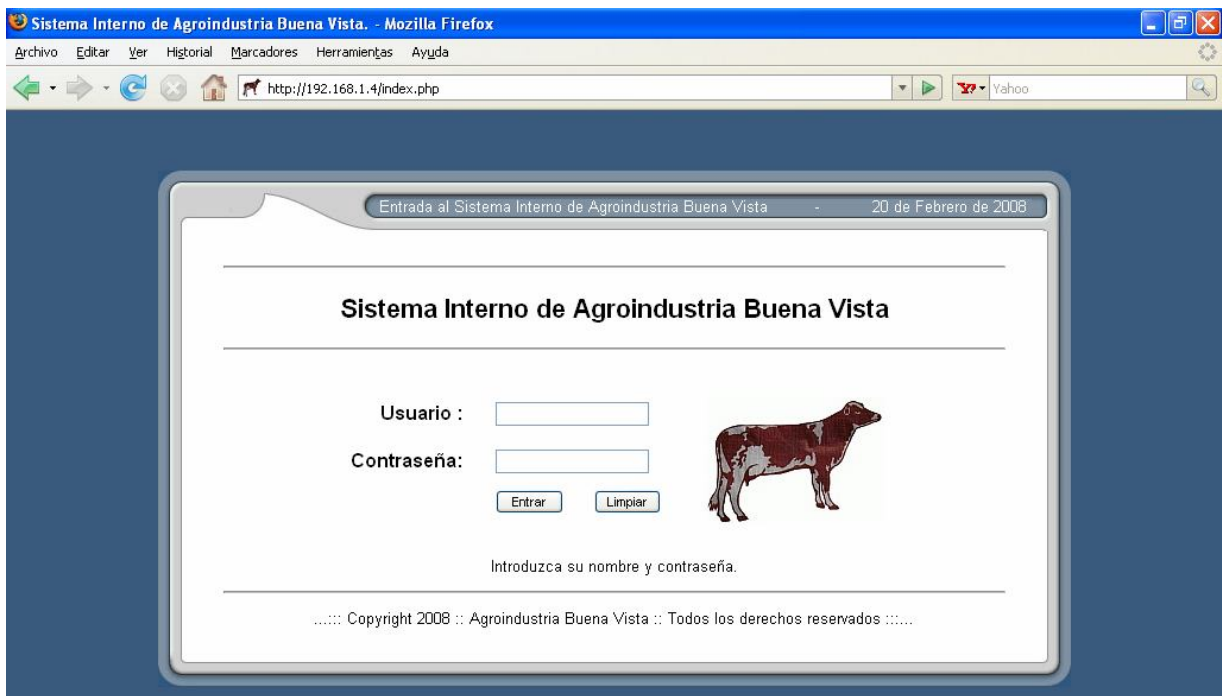 Sistema Interno de Agroindustria Buena Vista. - Mozilla Firefox
Archivo Editar Ver Historial Marcadores Herramientas Ayuda
http://192.168.1.4/index.php Yahoo
Entrada al Sistema Interno de Agroindustria Buena Vista - 20 de Febrero de 2008
Sistema Interno de Agroindustria Buena Vista
Usuario :
Contraseña:
Entrar Limpiar
Introduzca su nombre y contraseña.
...::: Copyright 2008 :: Agroindustria Buena Vista :: Todos los derechos reservados :::...